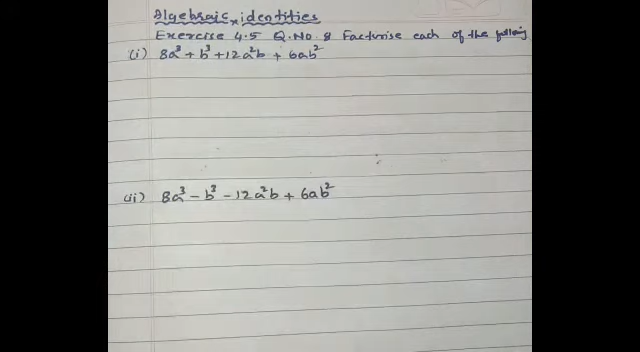 Algebraic identities
Exercise 4.5 Q.No 8 Factorise each of the following
(i) 8a³ + b³ + 12a²b + 6ab²
(ii) 8a³ - b³ - 12a²b + 6ab²